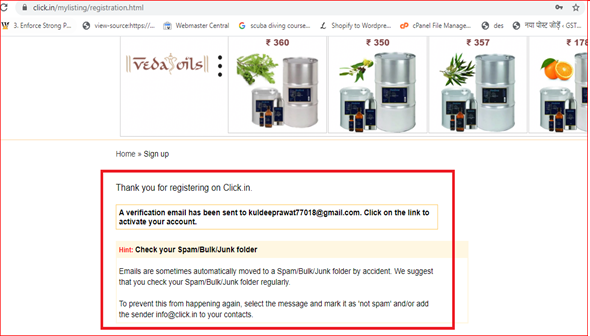 click.in/mylisting/registration.html
3. Enforce Strong P... view-source:https:/... Webmaster Central scuba diving course... Shopify to Wordpre... cPanel File Manage... des नया पोस्ट जोड़ें ‹ GST...
₹ 360 ₹ 350 ₹ 357 ₹ 178
Home » Sign up
Thank you for registering on Click.in.
A verification email has been sent to kuldeeprawat77018@gmail.com. Click on the link to
activate your account.
Hint: Check your Spam/Bulk/Junk folder
Emails are sometimes automatically moved to a Spam/Bulk/Junk folder by accident. We suggest
that you check your Spam/Bulk/Junk folder regularly.
To prevent this from happening again, select the message and mark it as 'not spam' and/or add
the sender info@click.in to your contacts.